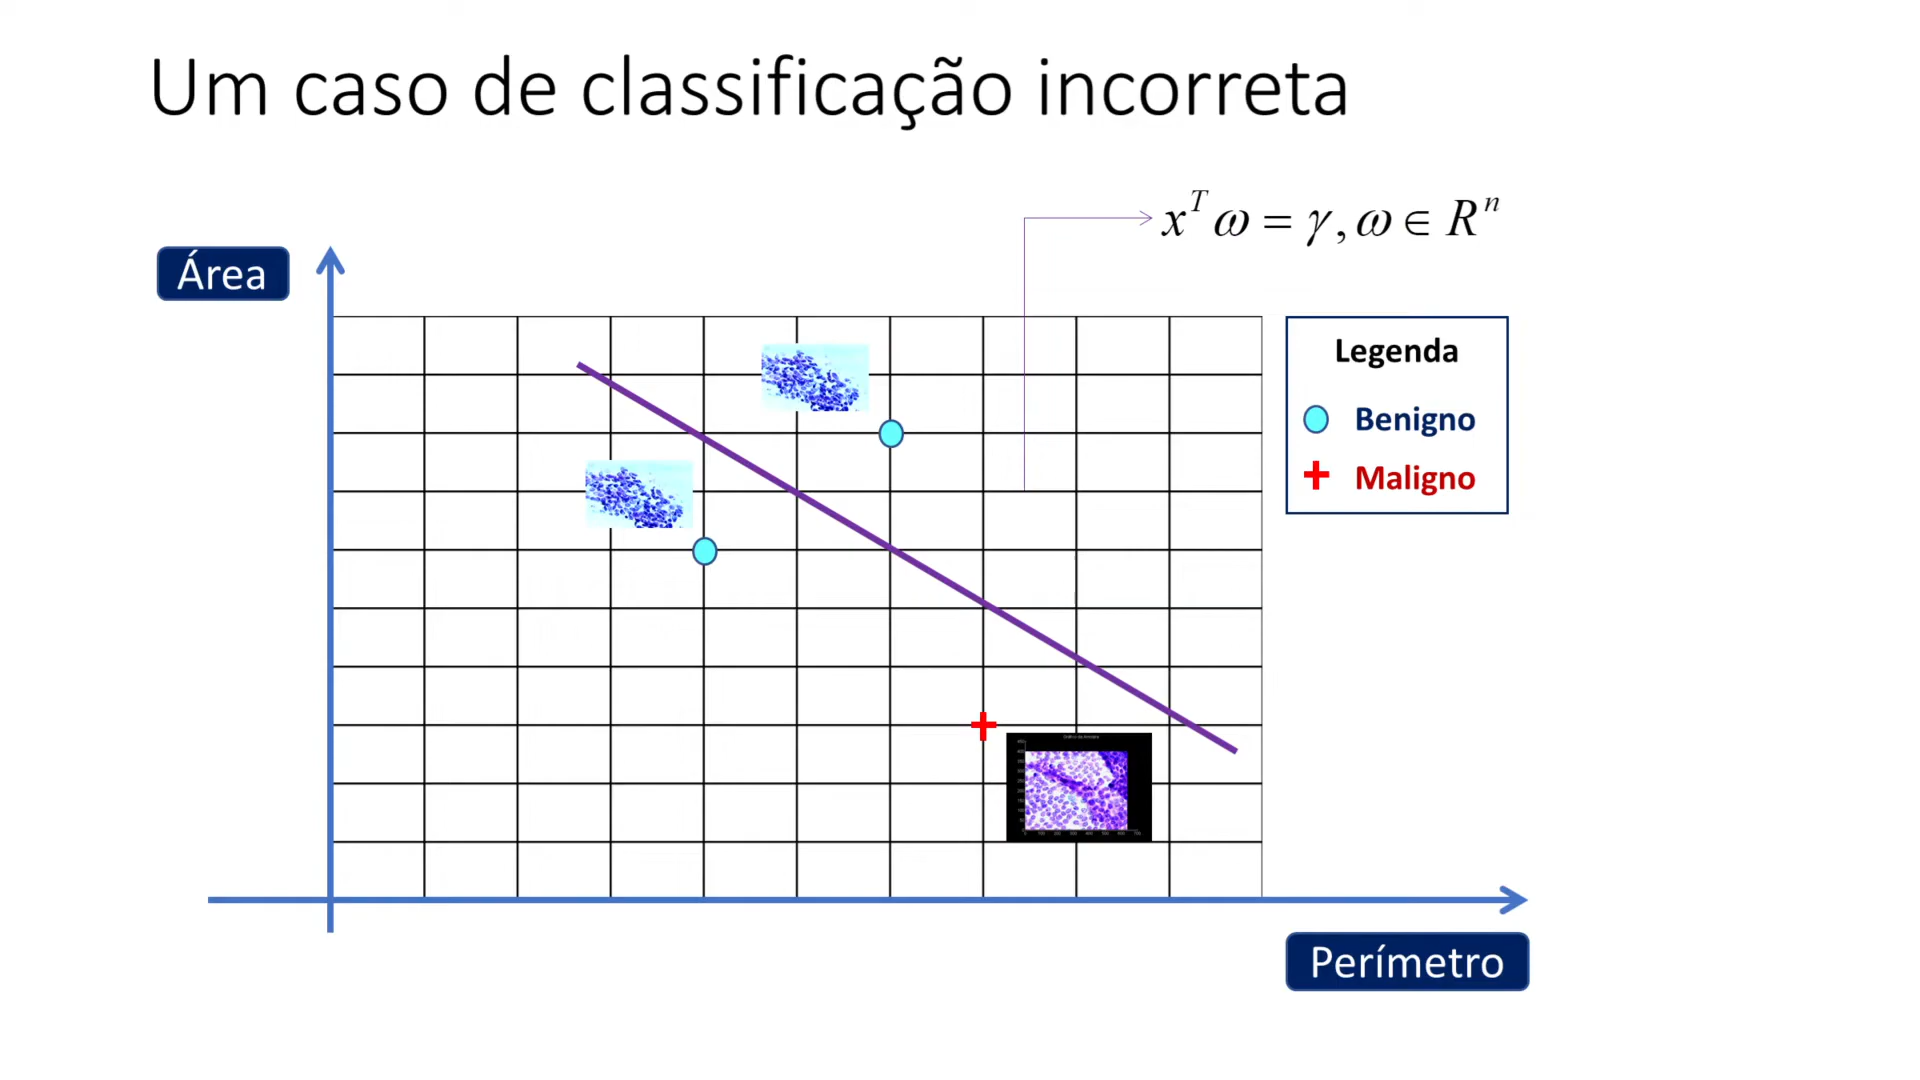 Um caso de classificação incorreta
x^T ω = γ, ω ∈ R^n
Área
Legenda
Benigno
Maligno
Perímetro